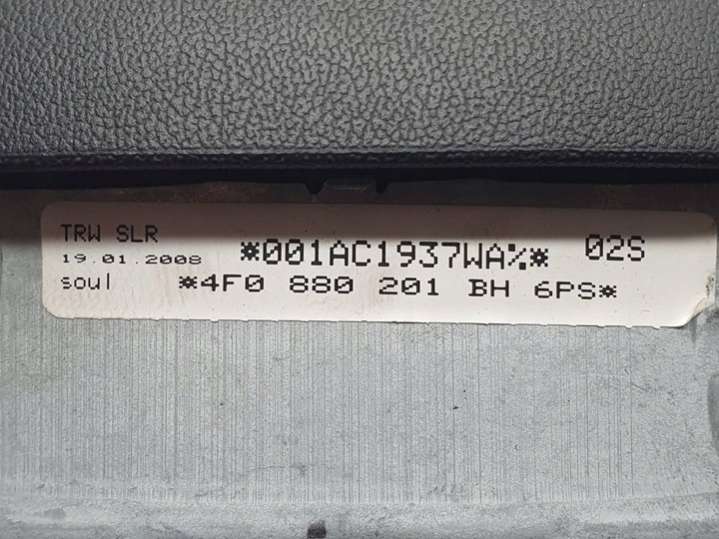 TRW SLR
19.01.2008 *001AC1937WA%* 02S
soul *4F0 880 201 BH 6PS*